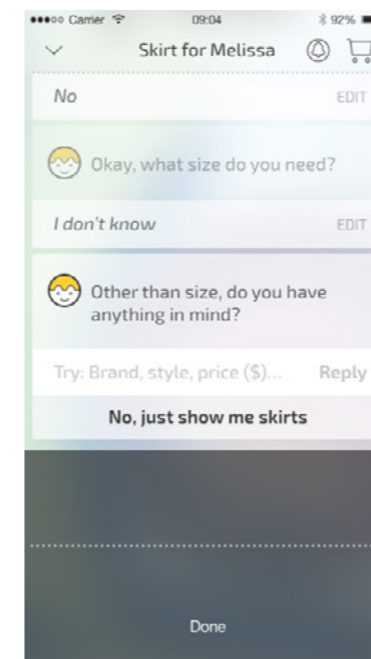 Carrier 09:04 92%
Skirt for Melissa
No EDIT
Okay, what size do you need?
I don't know EDIT
Other than size, do you have
anything in mind?
Try: Brand, style, price ($)... Reply
No, just show me skirts
Done